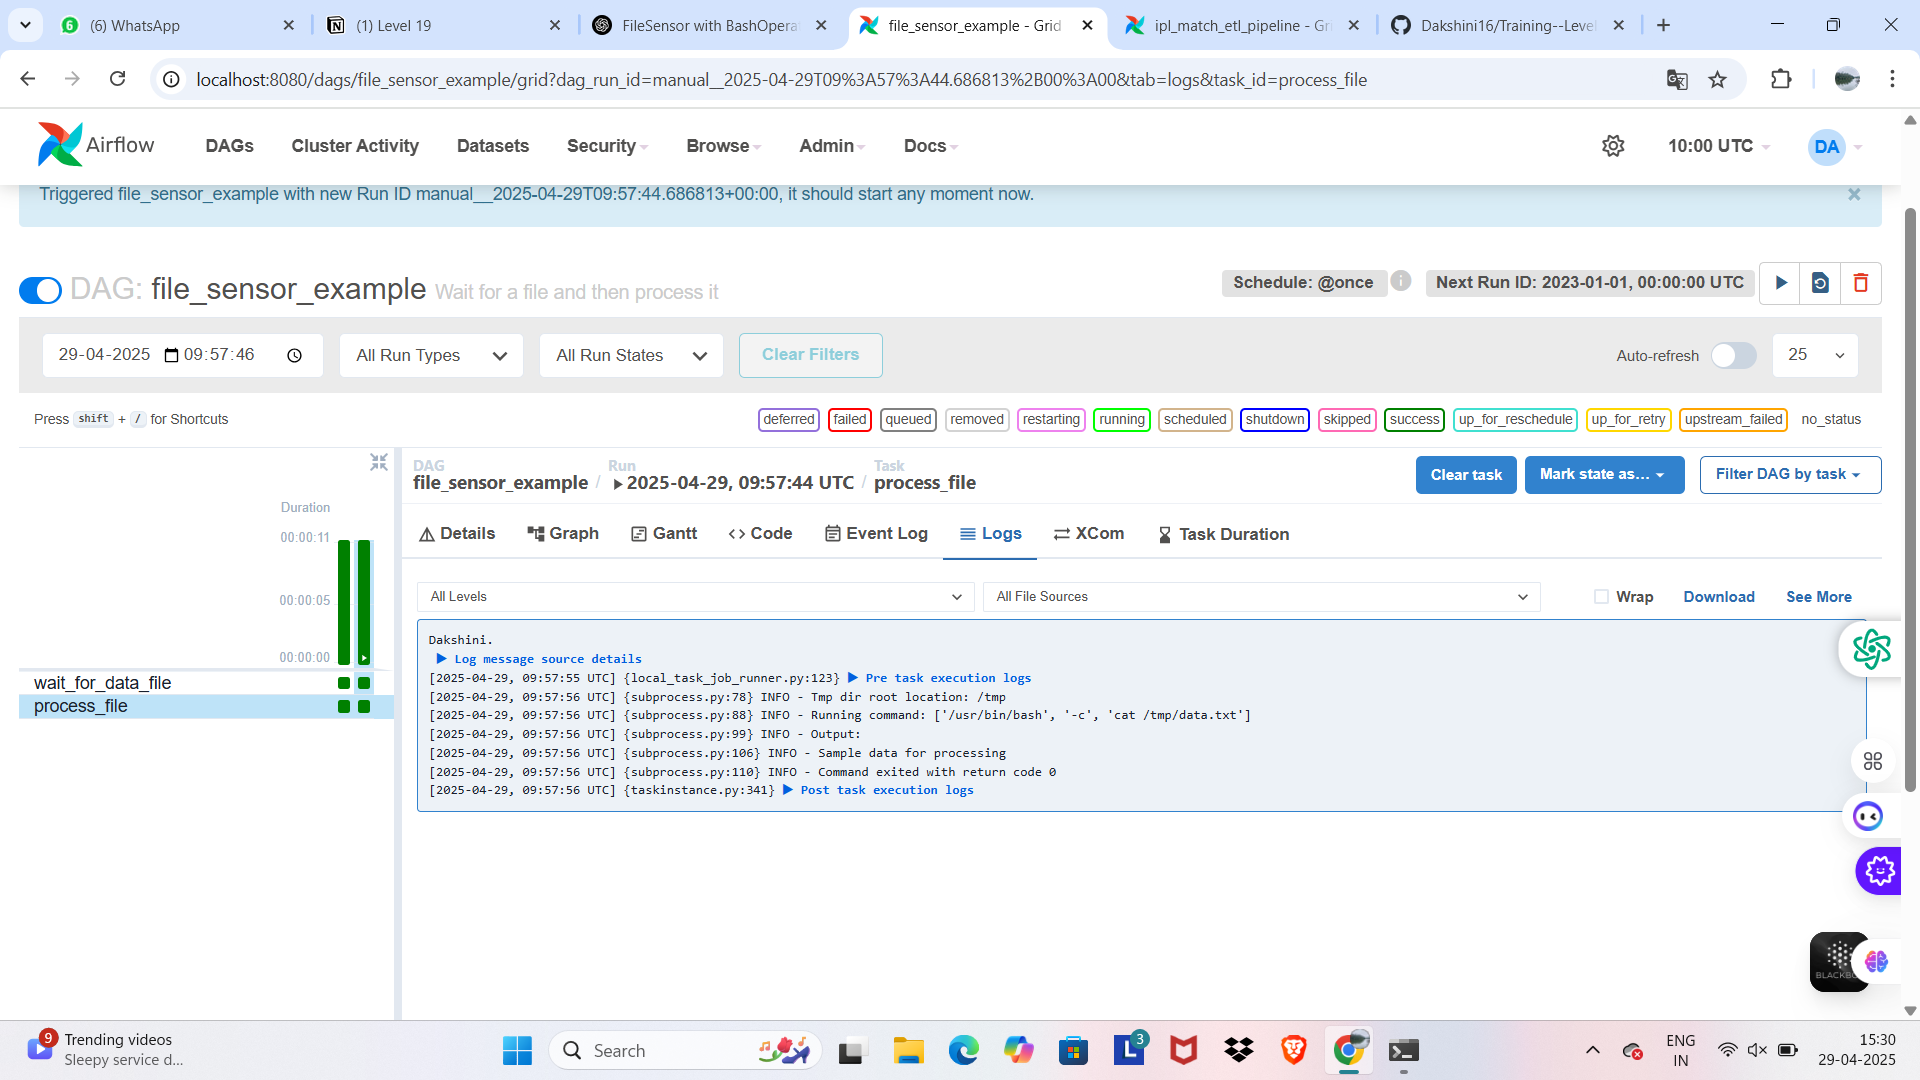 (6) WhatsApp
(1) Level 19
FileSensor with BashOpera
file_sensor_example - Grid
ipl_match_etl_pipeline - Gri
Dakshini16/Training--Level
localhost:8080/dags/file_sensor_example/grid?dag_run_id=manual__2025-04-29T09%3A57%3A44.686813%2B00%3A00&tab=logs&task_id=process_file
Airflow
DAGs
Cluster Activity
Datasets
Security
Browse
Admin
Docs
10:00 UTC
DA
Triggered file_sensor_example with new Run ID manual__2025-04-29T09:57:44.686813+00:00, it should start any moment now.
DAG: file_sensor_example Wait for a file and then process it
Schedule: @once
Next Run ID: 2023-01-01, 00:00:00 UTC
29-04-2025 09:57:46
All Run Types
All Run States
Clear Filters
Auto-refresh
25
Press shift + / for Shortcuts
deferred
failed
queued
removed
restarting
running
scheduled
shutdown
skipped
success
up_for_reschedule
up_for_retry
upstream_failed
no_status
Duration
00:00:11
00:00:05
00:00:00
wait_for_data_file
process_file
DAG
file_sensor_example
/
Run
2025-04-29, 09:57:44 UTC
/
Task
process_file
Clear task
Mark state as...
Filter DAG by task
Details
Graph
Gantt
Code
Event Log
Logs
XCom
Task Duration
All Levels
All File Sources
Wrap
Download
See More
Dakshini.
▶ Log message source details
[2025-04-29, 09:57:55 UTC] {local_task_job_runner.py:123} ▶ Pre task execution logs
[2025-04-29, 09:57:56 UTC] {subprocess.py:78} INFO - Tmp dir root location: /tmp
[2025-04-29, 09:57:56 UTC] {subprocess.py:88} INFO - Running command: ['/usr/bin/bash', '-c', 'cat /tmp/data.txt']
[2025-04-29, 09:57:56 UTC] {subprocess.py:99} INFO - Output:
[2025-04-29, 09:57:56 UTC] {subprocess.py:106} INFO - Sample data for processing
[2025-04-29, 09:57:56 UTC] {subprocess.py:110} INFO - Command exited with return code 0
[2025-04-29, 09:57:56 UTC] {taskinstance.py:341} ▶ Post task execution logs
9
Trending videos
Sleepy service d...
Search
3
ENG
IN
15:30
29-04-2025